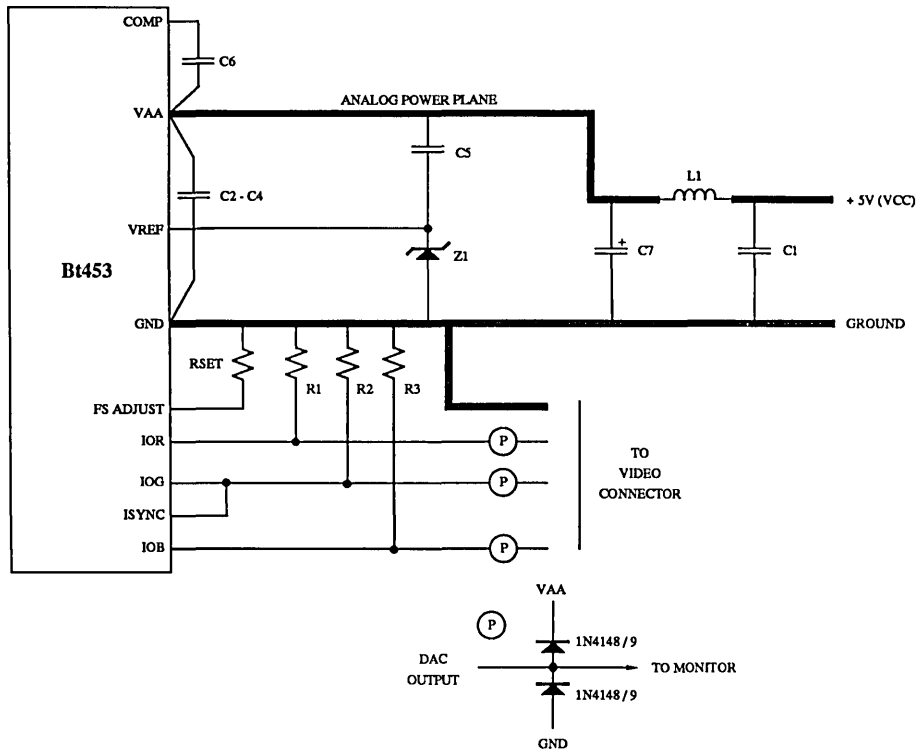 COMP
C6
ANALOG POWER PLANE
VAA
C5
L1
C2 - C4
+ 5V (VCC)
VREF
C7
C1
Z1
Bt453
GND
GROUND
RSET
R1
R2
R3
FS ADJUST
IOR
P
TO
VIDEO
CONNECTOR
IOG
P
ISYNC
IOB
P
VAA
P
1N4148 / 9
DAC
OUTPUT
TO MONITOR
1N4148 / 9
GND